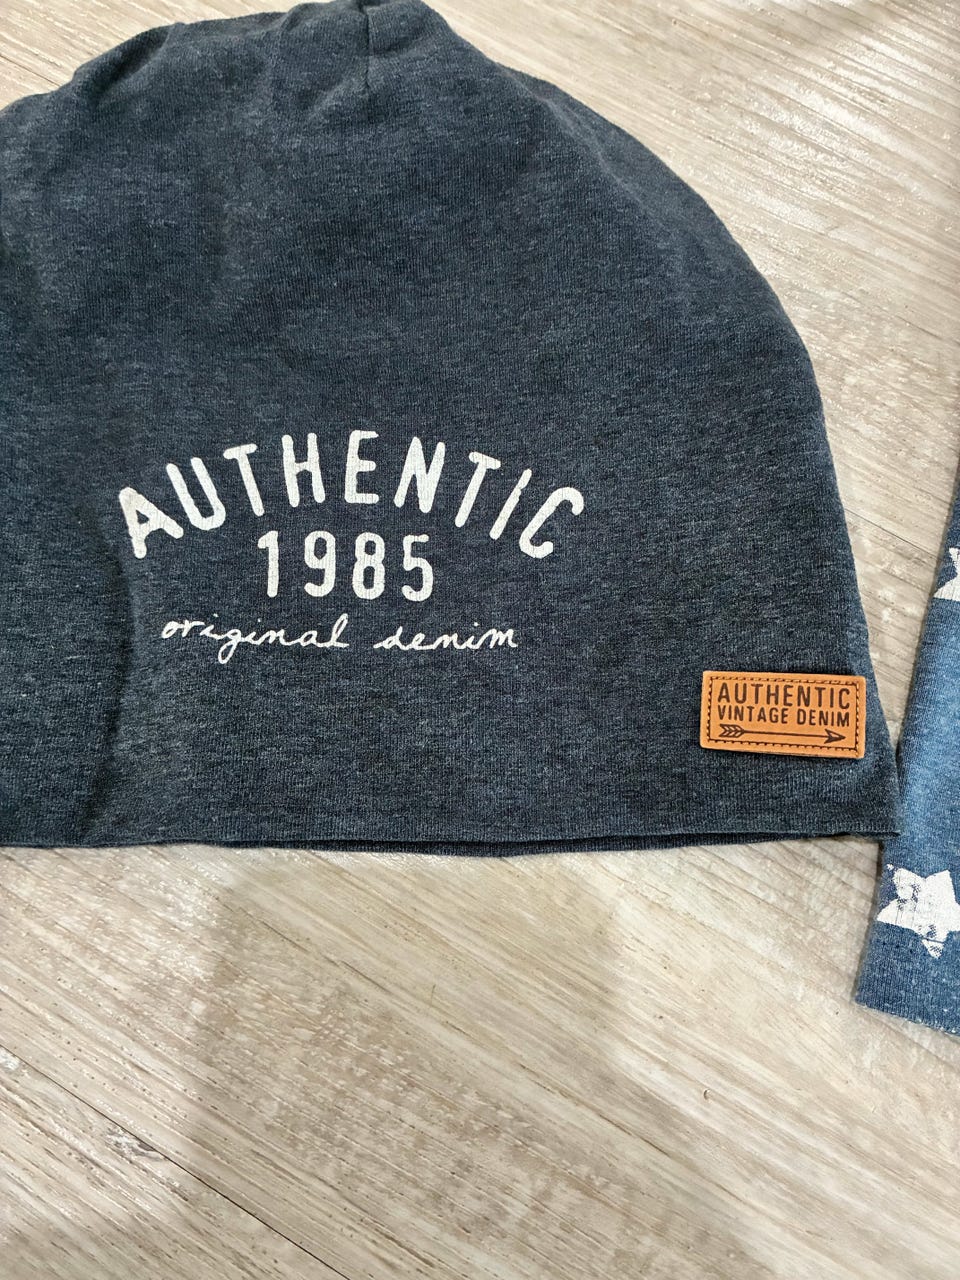 AUTHENTIC
1985
original denim
AUTHENTIC
VINTAGE DENIM